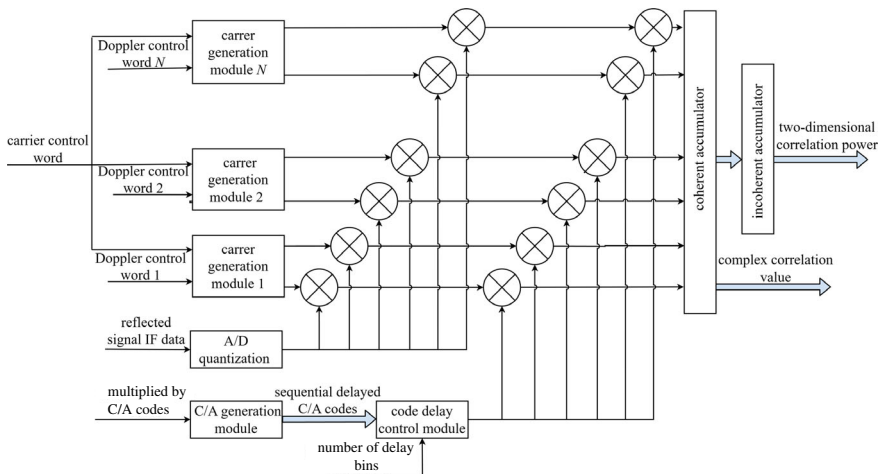 Doppler control
word N
carrer
generation
module N
carrier control
word
Doppler control
word 2
carrer
generation
module 2
Doppler control
word 1
carrer
generation
module 1
reflected
signal IF data
A/D
quantization
multiplied by
C/A codes
C/A generation
module
sequential delayed
C/A codes
code delay
control module
number of delay
bins
coherent accumulator
incoherent accumulator
two-dimensional
correlation power
complex correlation
value